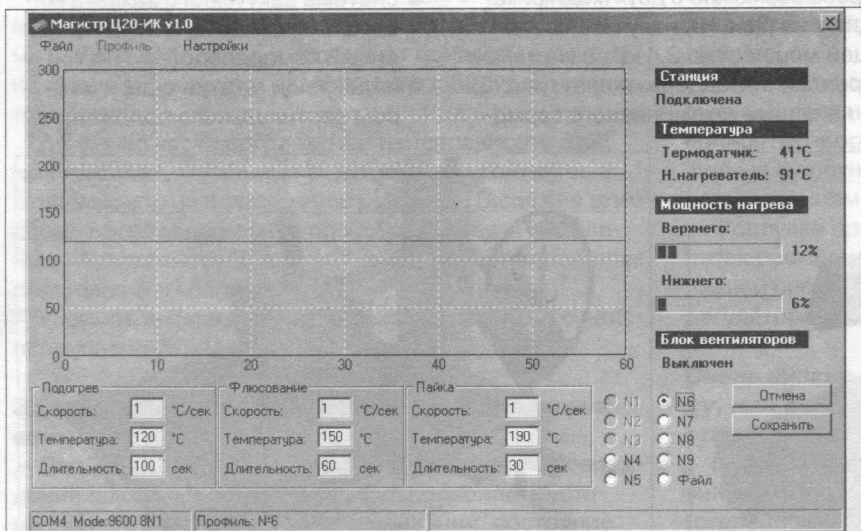 Магистр Ц20-ИК v1.0
Файл Профиль Настройки
300
250
200
150
100
50
0
0 10 20 30 40 50 60
Станция
Подключена
Температура
Термодатчик: 41°C
Н.нагреватель: 91°C
Мощность нагрева
Верхнего:
12%
Нижнего:
6%
Блок вентиляторов
Выключен
Подогрев
Скорость: 1 °C/сек
Температура: 120 °C
Длительность: 100 сек
Флюсование
Скорость: 1 °C/сек
Температура: 150 °C
Длительность: 60 сек
Пайка
Скорость: 1 °C/сек
Температура: 190 °C
Длительность: 30 сек
N1 N6
N2 N7
N3 N8
N4 N9
N5 Файл
Отмена
Сохранить
COM4 Mode:9600 8N1 Профиль: №6